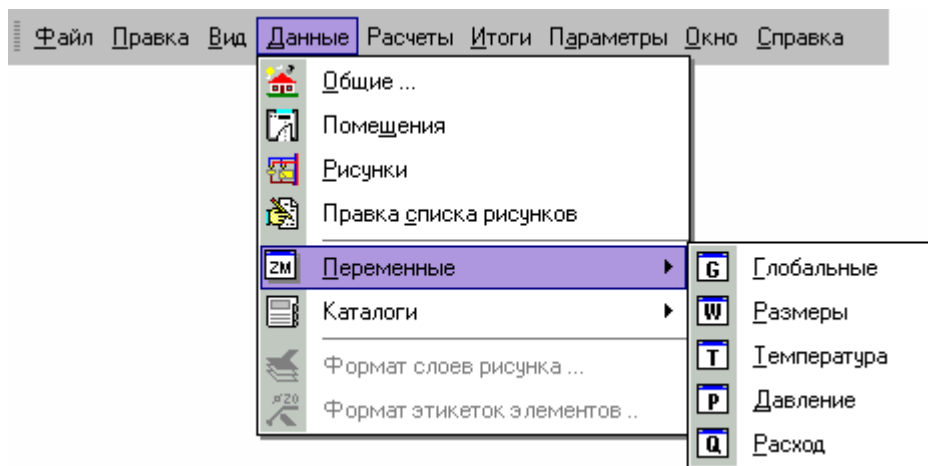 Файл Правка Вид Данные Расчеты Итоги Параметры Окно Справка
Общие ...
Помещения
Рисунки
Правка списка рисунков
ZM Переменные
G Глобальные
Каталоги
W Размеры
T Температура
Формат слоев рисунка ...
P Давление
ø'20 Формат этикеток элементов ..
Q Расход